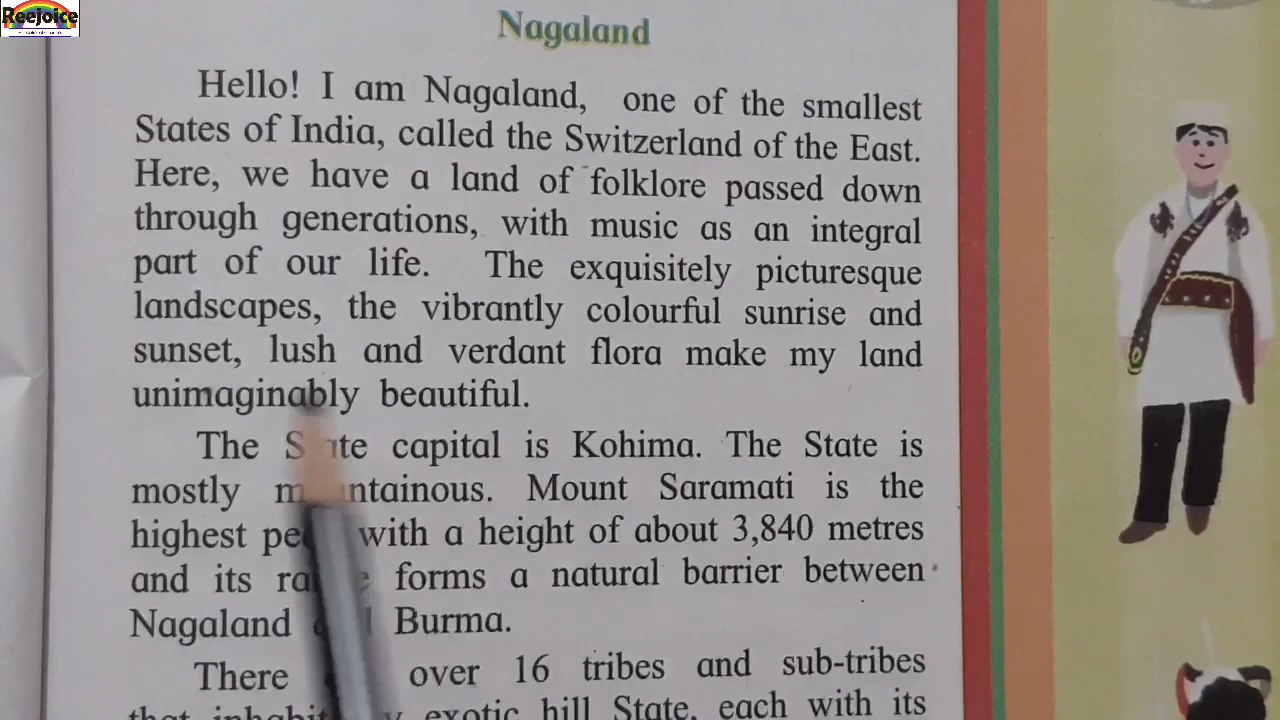 Reejoice
Nagaland
Hello! I am Nagaland, one of the smallest
States of India, called the Switzerland of the East.
Here, we have a land of folklore passed down
through generations, with music as an integral
part of our life. The exquisitely picturesque
landscapes, the vibrantly colourful sunrise and
sunset, lush and verdant flora make my land
unimaginably beautiful.
The State capital is Kohima. The State is
mostly mountainous. Mount Saramati is the
highest with a height of about 3,840 metres
and its forms a natural barrier between
Nagaland Burma.
There over 16 tribes and sub-tribes
that inhabit exotic hill State, each with its